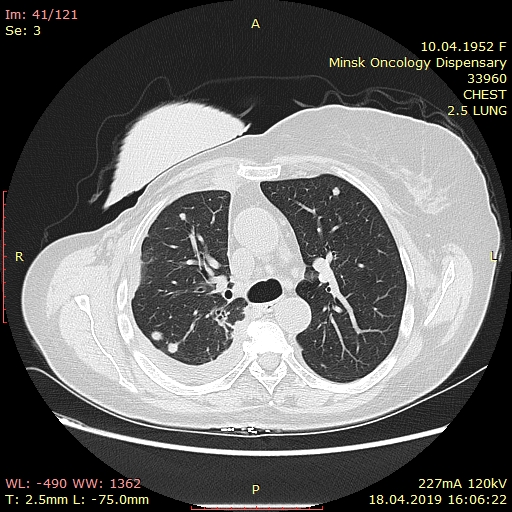 Im: 41/121
Se: 3
A
10.04.1952 F
Minsk Oncology Dispensary
33960
CHEST
2.5 LUNG
R
L
WL: -490 WW: 1362
T: 2.5mm L: -75.0mm
P
227mA 120kV
18.04.2019 16:06:22